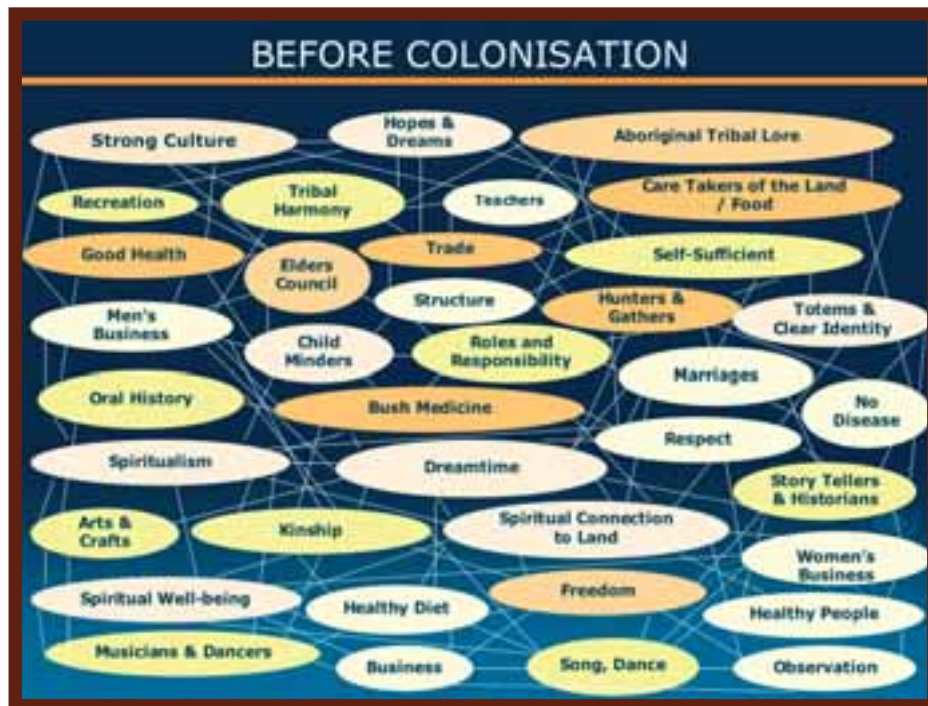 BEFORE COLONISATION
Strong Culture
Hopes &
Dreams
Aboriginal Tribal Lore
Recreation
Tribal
Harmony
Teachers
Care Takers of the Land
/ Food
Good Health
Elders
Council
Trade
Self-Sufficient
Men's
Business
Structure
Hunters &
Gathers
Totems &
Clear Identity
Child
Minders
Roles and
Responsibility
Marriages
Oral History
Bush Medicine
No
Disease
Respect
Spiritualism
Dreamtime
Story Tellers
& Historians
Arts &
Crafts
Kinship
Spiritual Connection
to Land
Women's
Business
Spiritual Well-being
Healthy Diet
Freedom
Healthy People
Musicians & Dancers
Business
Song, Dance
Observation